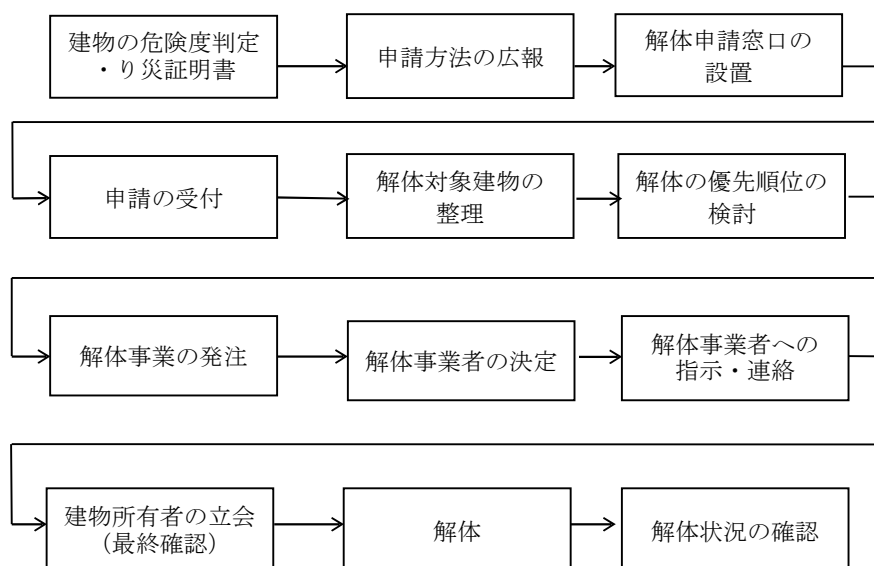 建物の危険度判定
・り災証明書
申請方法の広報
解体申請窓口の
設置
申請の受付
解体対象建物の
整理
解体の優先順位の
検討
解体事業の発注
解体事業者の決定
解体事業者への
指示・連絡
建物所有者の立会
（最終確認）
解体
解体状況の確認